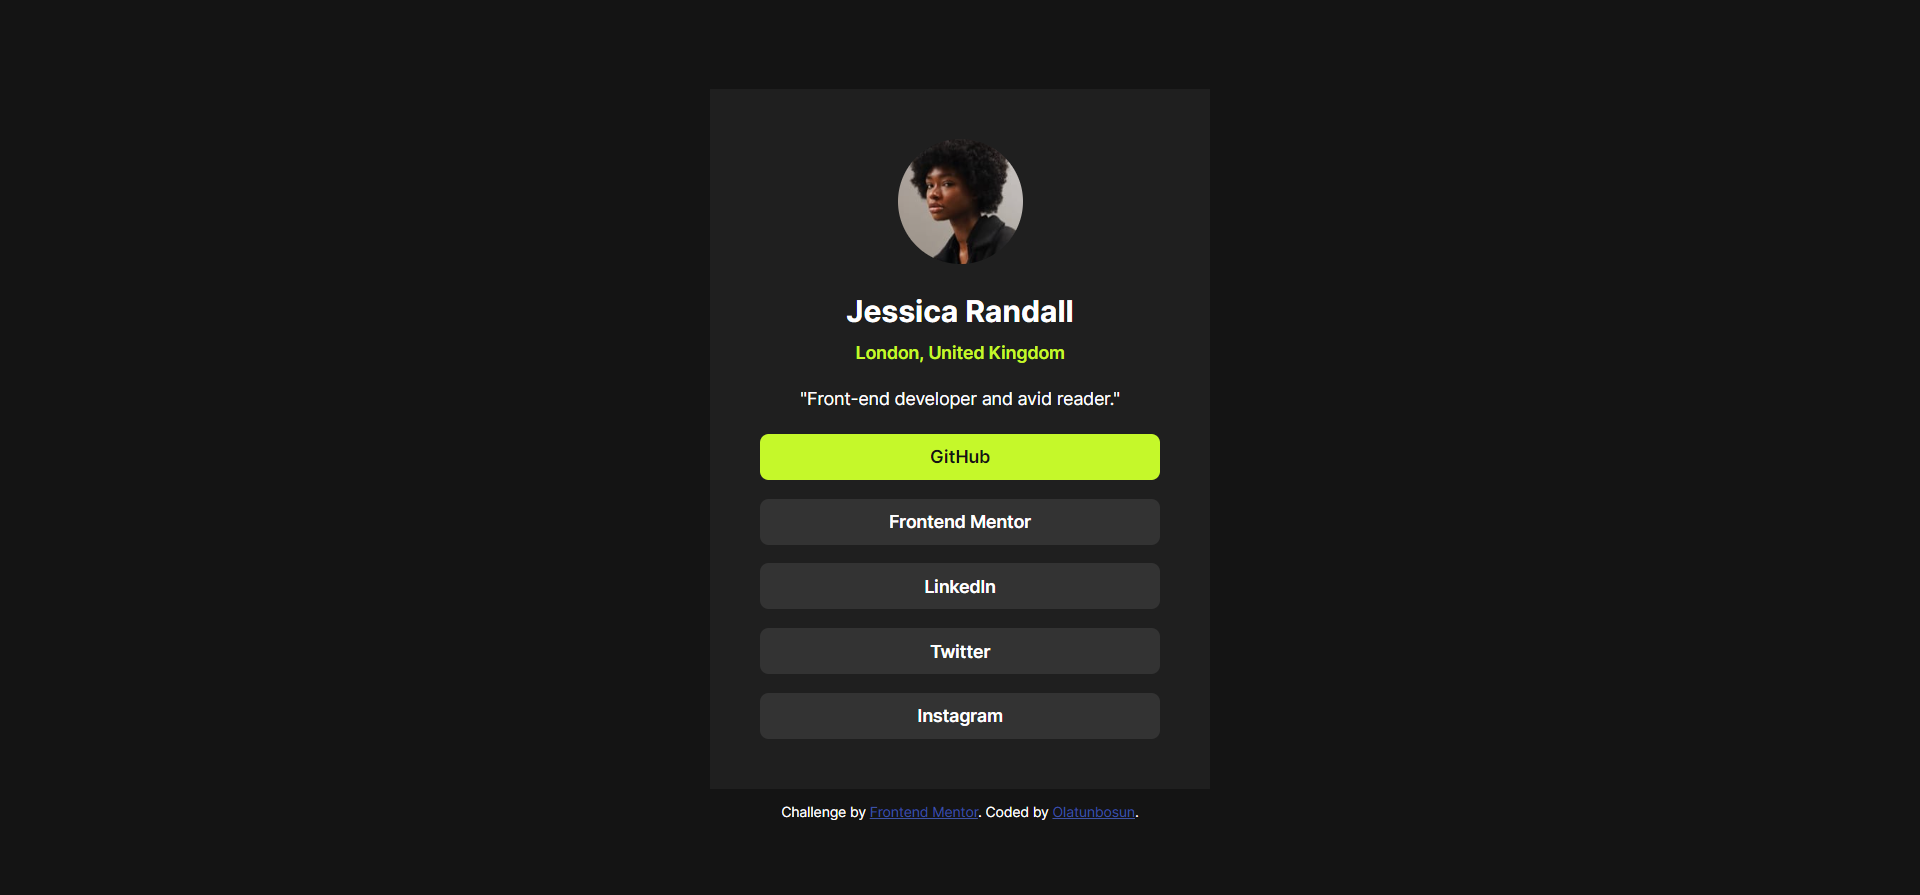 Jessica Randall
London, United Kingdom
"Front-end developer and avid reader."
GitHub
Frontend Mentor
LinkedIn
Twitter
Instagram
Challenge by Frontend Mentor. Coded by Olatunbosun.